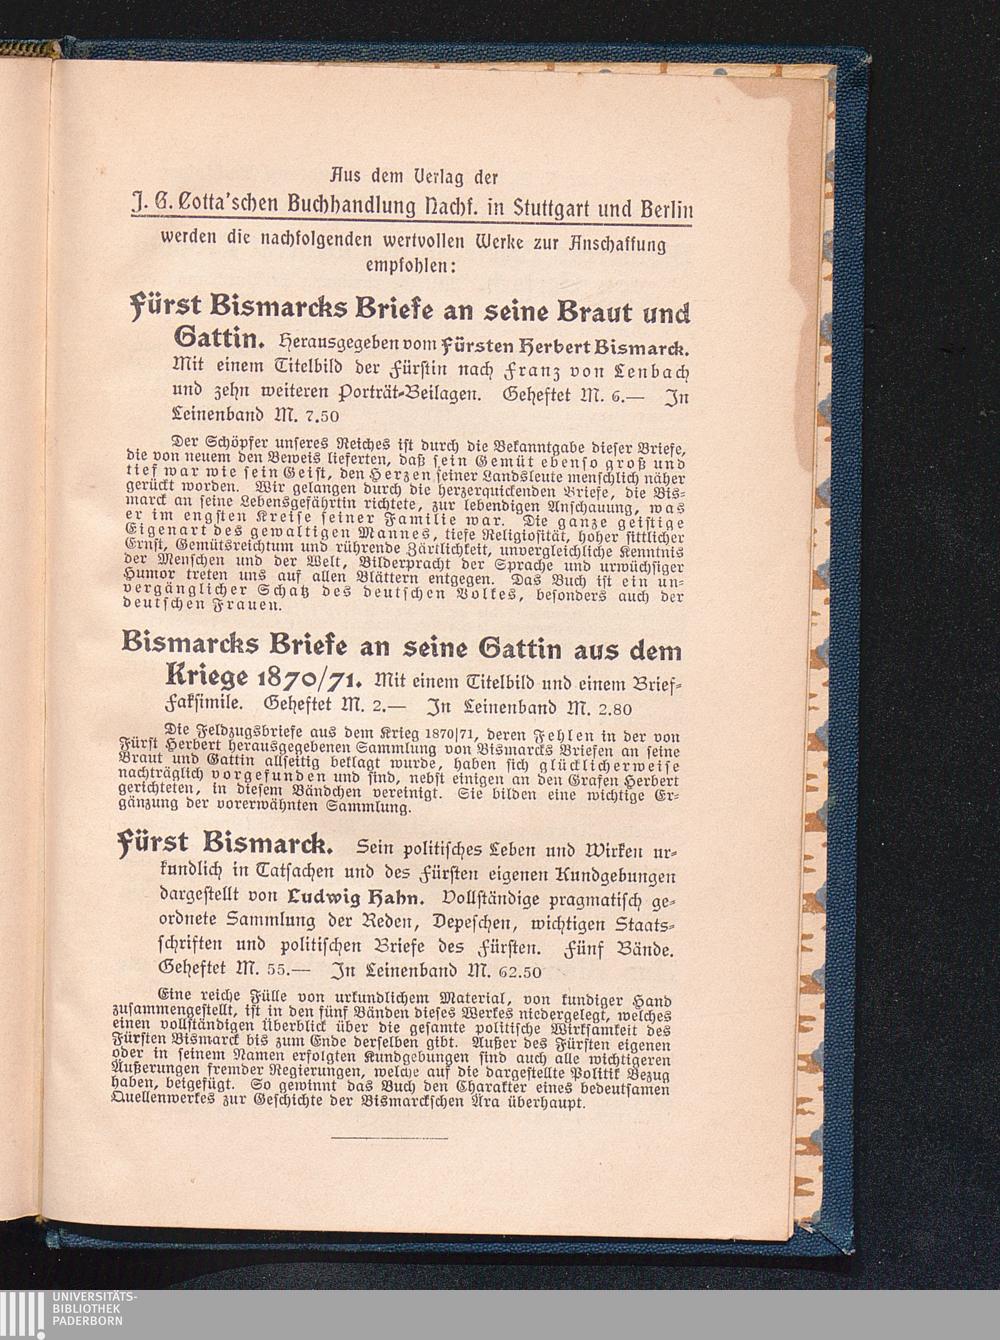 Aus dem Verlag der
J. G. Cotta'schen Buchhandlung Nachf. in Stuttgart und Berlin
werden die nachfolgenden wertvollen Werke zur Anschaffung
empfohlen:
Fürst Bismarcks Briefe an seine Braut und
Gattin. Herausgegeben vom Fürsten Herbert Bismarck.
Mit einem Titelbild der Fürstin nach Franz von Lenbach
und zehn weiteren Porträt-Beilagen. Geheftet M. 6.— In
Leinenband M. 7.50
Der Schöpfer unseres Reiches ist durch die Bekanntgabe dieser Briefe,
die von neuem den Beweis lieferten, daß sein Gemüt ebenso groß und
tief war wie sein Geist, den Herzen seiner Landsleute menschlich näher
gerückt worden. Wir gelangen durch die herzerquickenden Briefe, die Bis-
marck an seine Lebensgefährtin richtete, zur lebendigen Anschauung, was
er im engsten Kreise seiner Familie war. Die ganze geistige
Eigenart des gewaltigen Mannes, tiefe Religiosität, hoher sittlicher
Ernst, Gemütsreichtum und rührende Zärtlichkeit, unvergleichliche Kenntnis
der Menschen und der Welt, Bilderpracht der Sprache und urwüchsiger
Humor treten uns auf allen Blättern entgegen. Das Buch ist ein un-
vergänglicher Schatz des deutschen Volkes, besonders auch der
deutschen Frauen.
Bismarcks Briefe an seine Gattin aus dem
Kriege 1870/71. Mit einem Titelbild und einem Brief-
Faksimile. Geheftet M. 2.— In Leinenband M. 2.80
Die Feldzugsbriefe aus dem Krieg 1870/71, deren Fehlen in der von
Fürst Herbert herausgegebenen Sammlung von Bismarcks Briefen an seine
Braut und Gattin allseitig beklagt wurde, haben sich glücklicherweise
nachträglich vorgefunden und sind, nebst einigen an den Grafen Herbert
gerichteten, in diesem Bändchen vereinigt. Sie bilden eine wichtige Er-
gänzung der vorerwähnten Sammlung.
Fürst Bismarck. Sein politisches Leben und Wirken ur-
kundlich in Tatsachen und des Fürsten eigenen Kundgebungen
dargestellt von Ludwig Hahn. Vollständige pragmatisch ge-
ordnete Sammlung der Reden, Depeschen, wichtigen Staats-
schriften und politischen Briefe des Fürsten. Fünf Bände.
Geheftet M. 55.— In Leinenband M. 62.50
Eine reiche Fülle von urkundlichem Material, von kundiger Hand
zusammengestellt, ist in den fünf Bänden dieses Werkes niedergelegt, welches
einen vollständigen Überblick über die gesamte politische Wirksamkeit des
Fürsten Bismarck bis zum Ende derselben gibt. Außer des Fürsten eigenen
oder in seinem Namen erfolgten Kundgebungen sind auch alle wichtigeren
Äußerungen fremder Regierungen, welche auf die dargestellte Politik Bezug
haben, beigefügt. So gewinnt das Buch den Charakter eines bedeutsamen
Quellenwerkes zur Geschichte der Bismarckschen Ära überhaupt.
UNIVERSITÄTS-
BIBLIOTHEK
PADERBORN